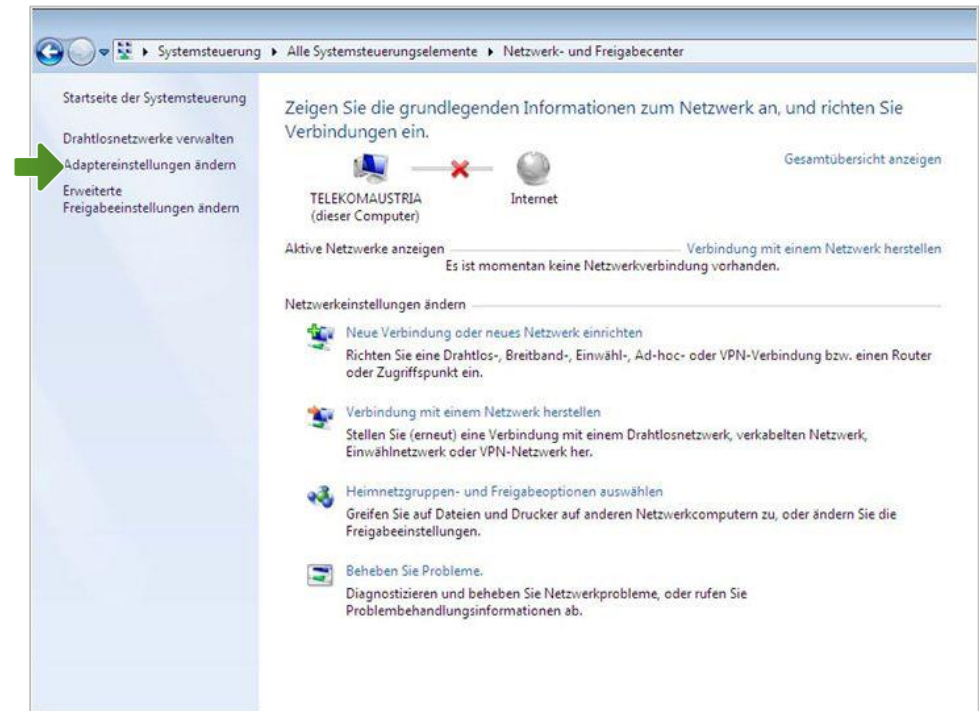 Systemsteuerung ▸ Alle Systemsteuerungselemente ▸ Netzwerk- und Freigabecenter
Startseite der Systemsteuerung
Drahtlosnetzwerke verwalten
Adaptereinstellungen ändern
Erweiterte
Freigabeeinstellungen ändern
Zeigen Sie die grundlegenden Informationen zum Netzwerk an, und richten Sie
Verbindungen ein.
Gesamtübersicht anzeigen
TELEKOMAUSTRIA
(dieser Computer)
Internet
Aktive Netzwerke anzeigen
Verbindung mit einem Netzwerk herstellen
Es ist momentan keine Netzwerkverbindung vorhanden.
Netzwerkeinstellungen ändern
Neue Verbindung oder neues Netzwerk einrichten
Richten Sie eine Drahtlos-, Breitband-, Einwähl-, Ad-hoc- oder VPN-Verbindung bzw. einen Router
oder Zugriffspunkt ein.
Verbindung mit einem Netzwerk herstellen
Stellen Sie (erneut) eine Verbindung mit einem Drahtlosnetzwerk, verkabelten Netzwerk,
Einwählnetzwerk oder VPN-Netzwerk her.
Heimnetzgruppen- und Freigabeoptionen auswählen
Greifen Sie auf Dateien und Drucker auf anderen Netzwerkcomputern zu, oder ändern Sie die
Freigabeeinstellungen.
Beheben Sie Probleme.
Diagnostizieren und beheben Sie Netzwerkprobleme, oder rufen Sie
Problembehandlungsinformationen ab.